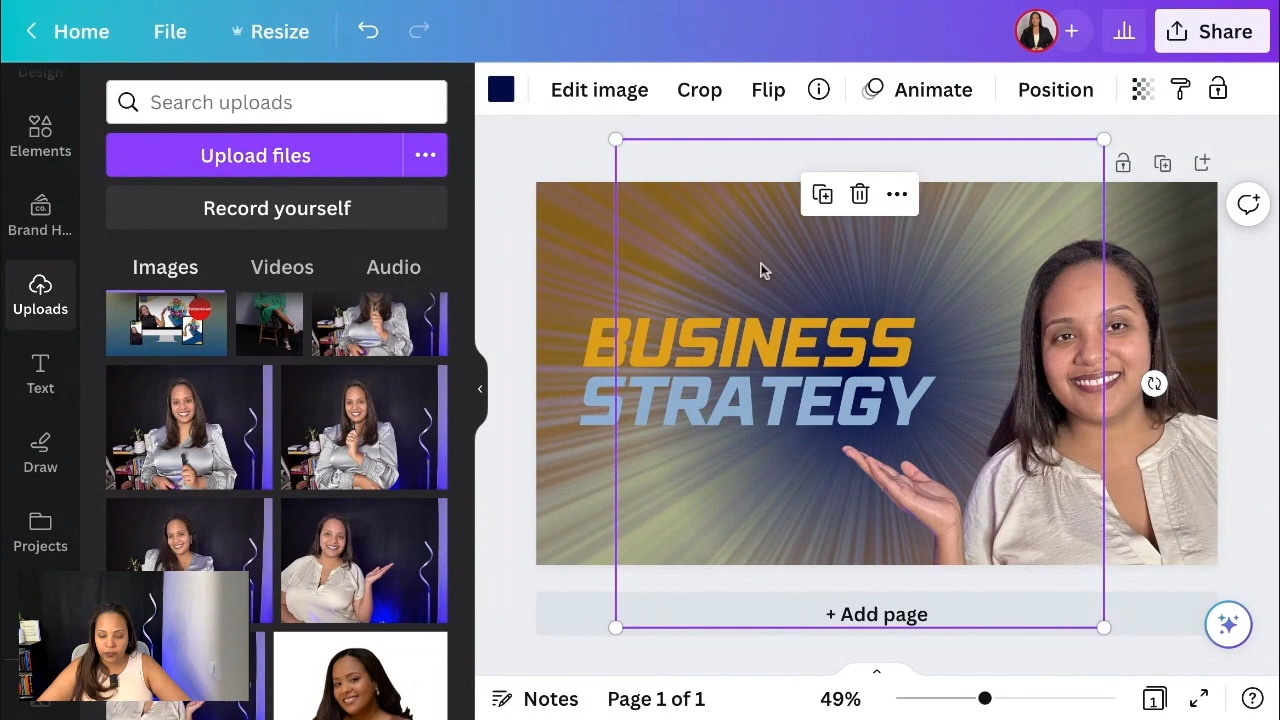 Home
File
Resize
Share
Design
Elements
Brand H...
Uploads
Text
Draw
Projects
Search uploads
Upload files
Record yourself
Images
Videos
Audio
Edit image
Crop
Flip
Animate
Position
BUSINESS
STRATEGY
+ Add page
Notes
Page 1 of 1
49%
1